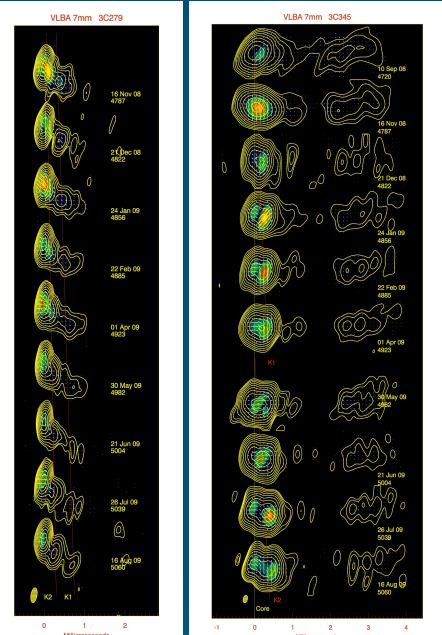 VLBA 7mm 3C279
16 Nov 08
4787
21 Dec 08
4822
24 Jan 09
4856
22 Feb 09
4885
01 Apr 09
4923
30 May 09
4982
21 Jun 09
5004
26 Jul 09
5039
16 Aug 09
5060
K2 K1
0 1 2
VLBA 7mm 3C345
10 Sep 08
4720
16 Nov 08
4787
21 Dec 08
4822
24 Jan 09
4856
22 Feb 09
4885
01 Apr 09
4923
K1
30 May 09
4982
21 Jun 09
5004
26 Jul 09
5039
16 Aug 09
5060
K2
Core
-1 0 1 2 3 4